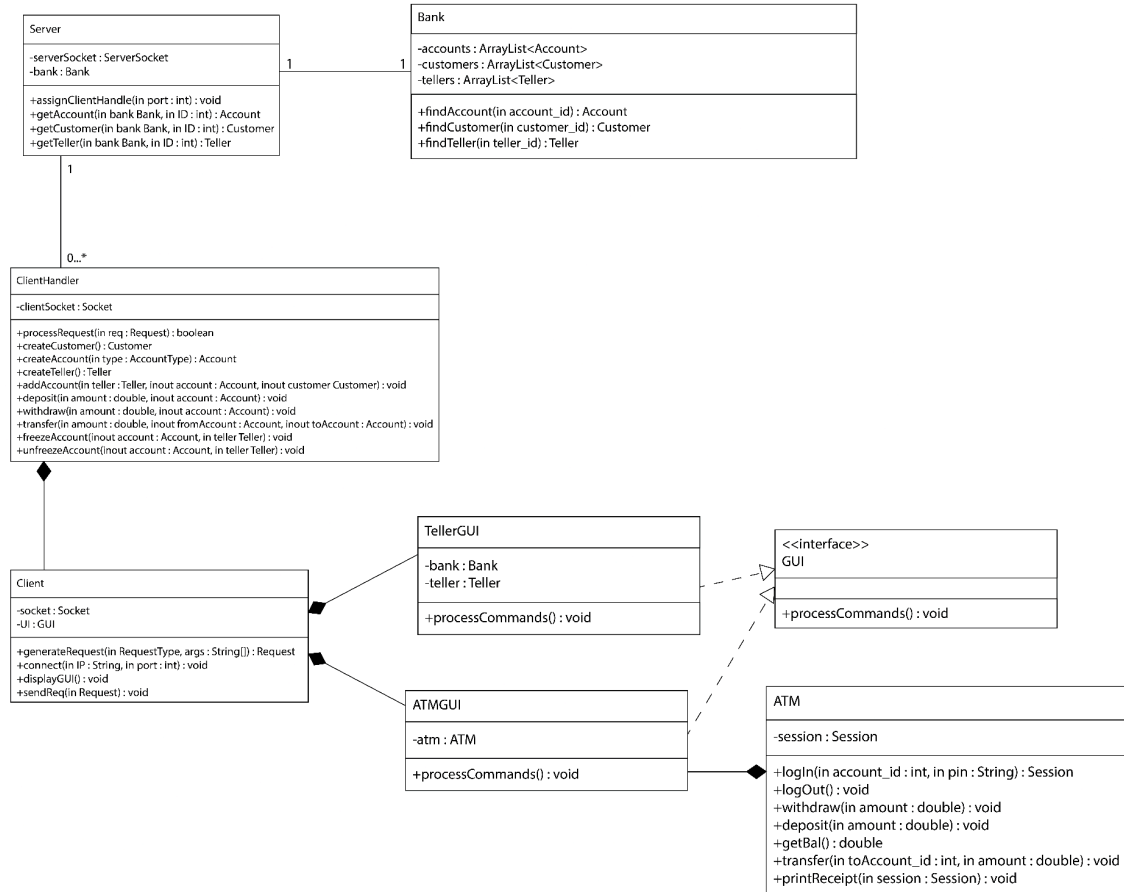 Server
-serverSocket : ServerSocket
-bank : Bank
+assignClientHandle(in port : int) : void
+getAccount(in bank Bank, in ID : int) : Account
+getCustomer(in bank Bank, in ID : int) : Customer
+getTeller(in bank Bank, in ID : int) : Teller
1
1
Bank
-accounts : ArrayList<Account>
-customers : ArrayList<Customer>
-tellers : ArrayList<Teller>
+findAccount(in account_id) : Account
+findCustomer(in customer_id) : Customer
+findTeller(in teller_id) : Teller
1
0...*
ClientHandler
-clientSocket : Socket
+processRequest(in req : Request) : boolean
+createCustomer() : Customer
+createAccount(in type : AccountType) : Account
+createTeller() : Teller
+addAccount(in teller : Teller, inout account : Account, inout customer Customer) : void
+deposit(in amount : double, inout account : Account) : void
+withdraw(in amount : double, inout account : Account) : void
+transfer(in amount : double, inout fromAccount : Account, inout toAccount : Account) : void
+freezeAccount(inout account : Account, in teller Teller) : void
+unfreezeAccount(inout account : Account, in teller Teller) : void
Client
-socket : Socket
-UI : GUI
+generateRequest(in RequestType, args : String[]) : Request
+connect(in IP : String, in port : int) : void
+displayGUI() : void
+sendReq(in Request) : void
TellerGUI
-bank : Bank
-teller : Teller
+processCommands() : void
<<interface>>
GUI
+processCommands() : void
ATMGUI
-atm : ATM
+processCommands() : void
ATM
-session : Session
+logIn(in account_id : int, in pin : String) : Session
+logOut() : void
+withdraw(in amount : double) : void
+deposit(in amount : double) : void
+getBal() : double
+transfer(in toAccount_id : int, in amount : double) : void
+printReceipt(in session : Session) : void